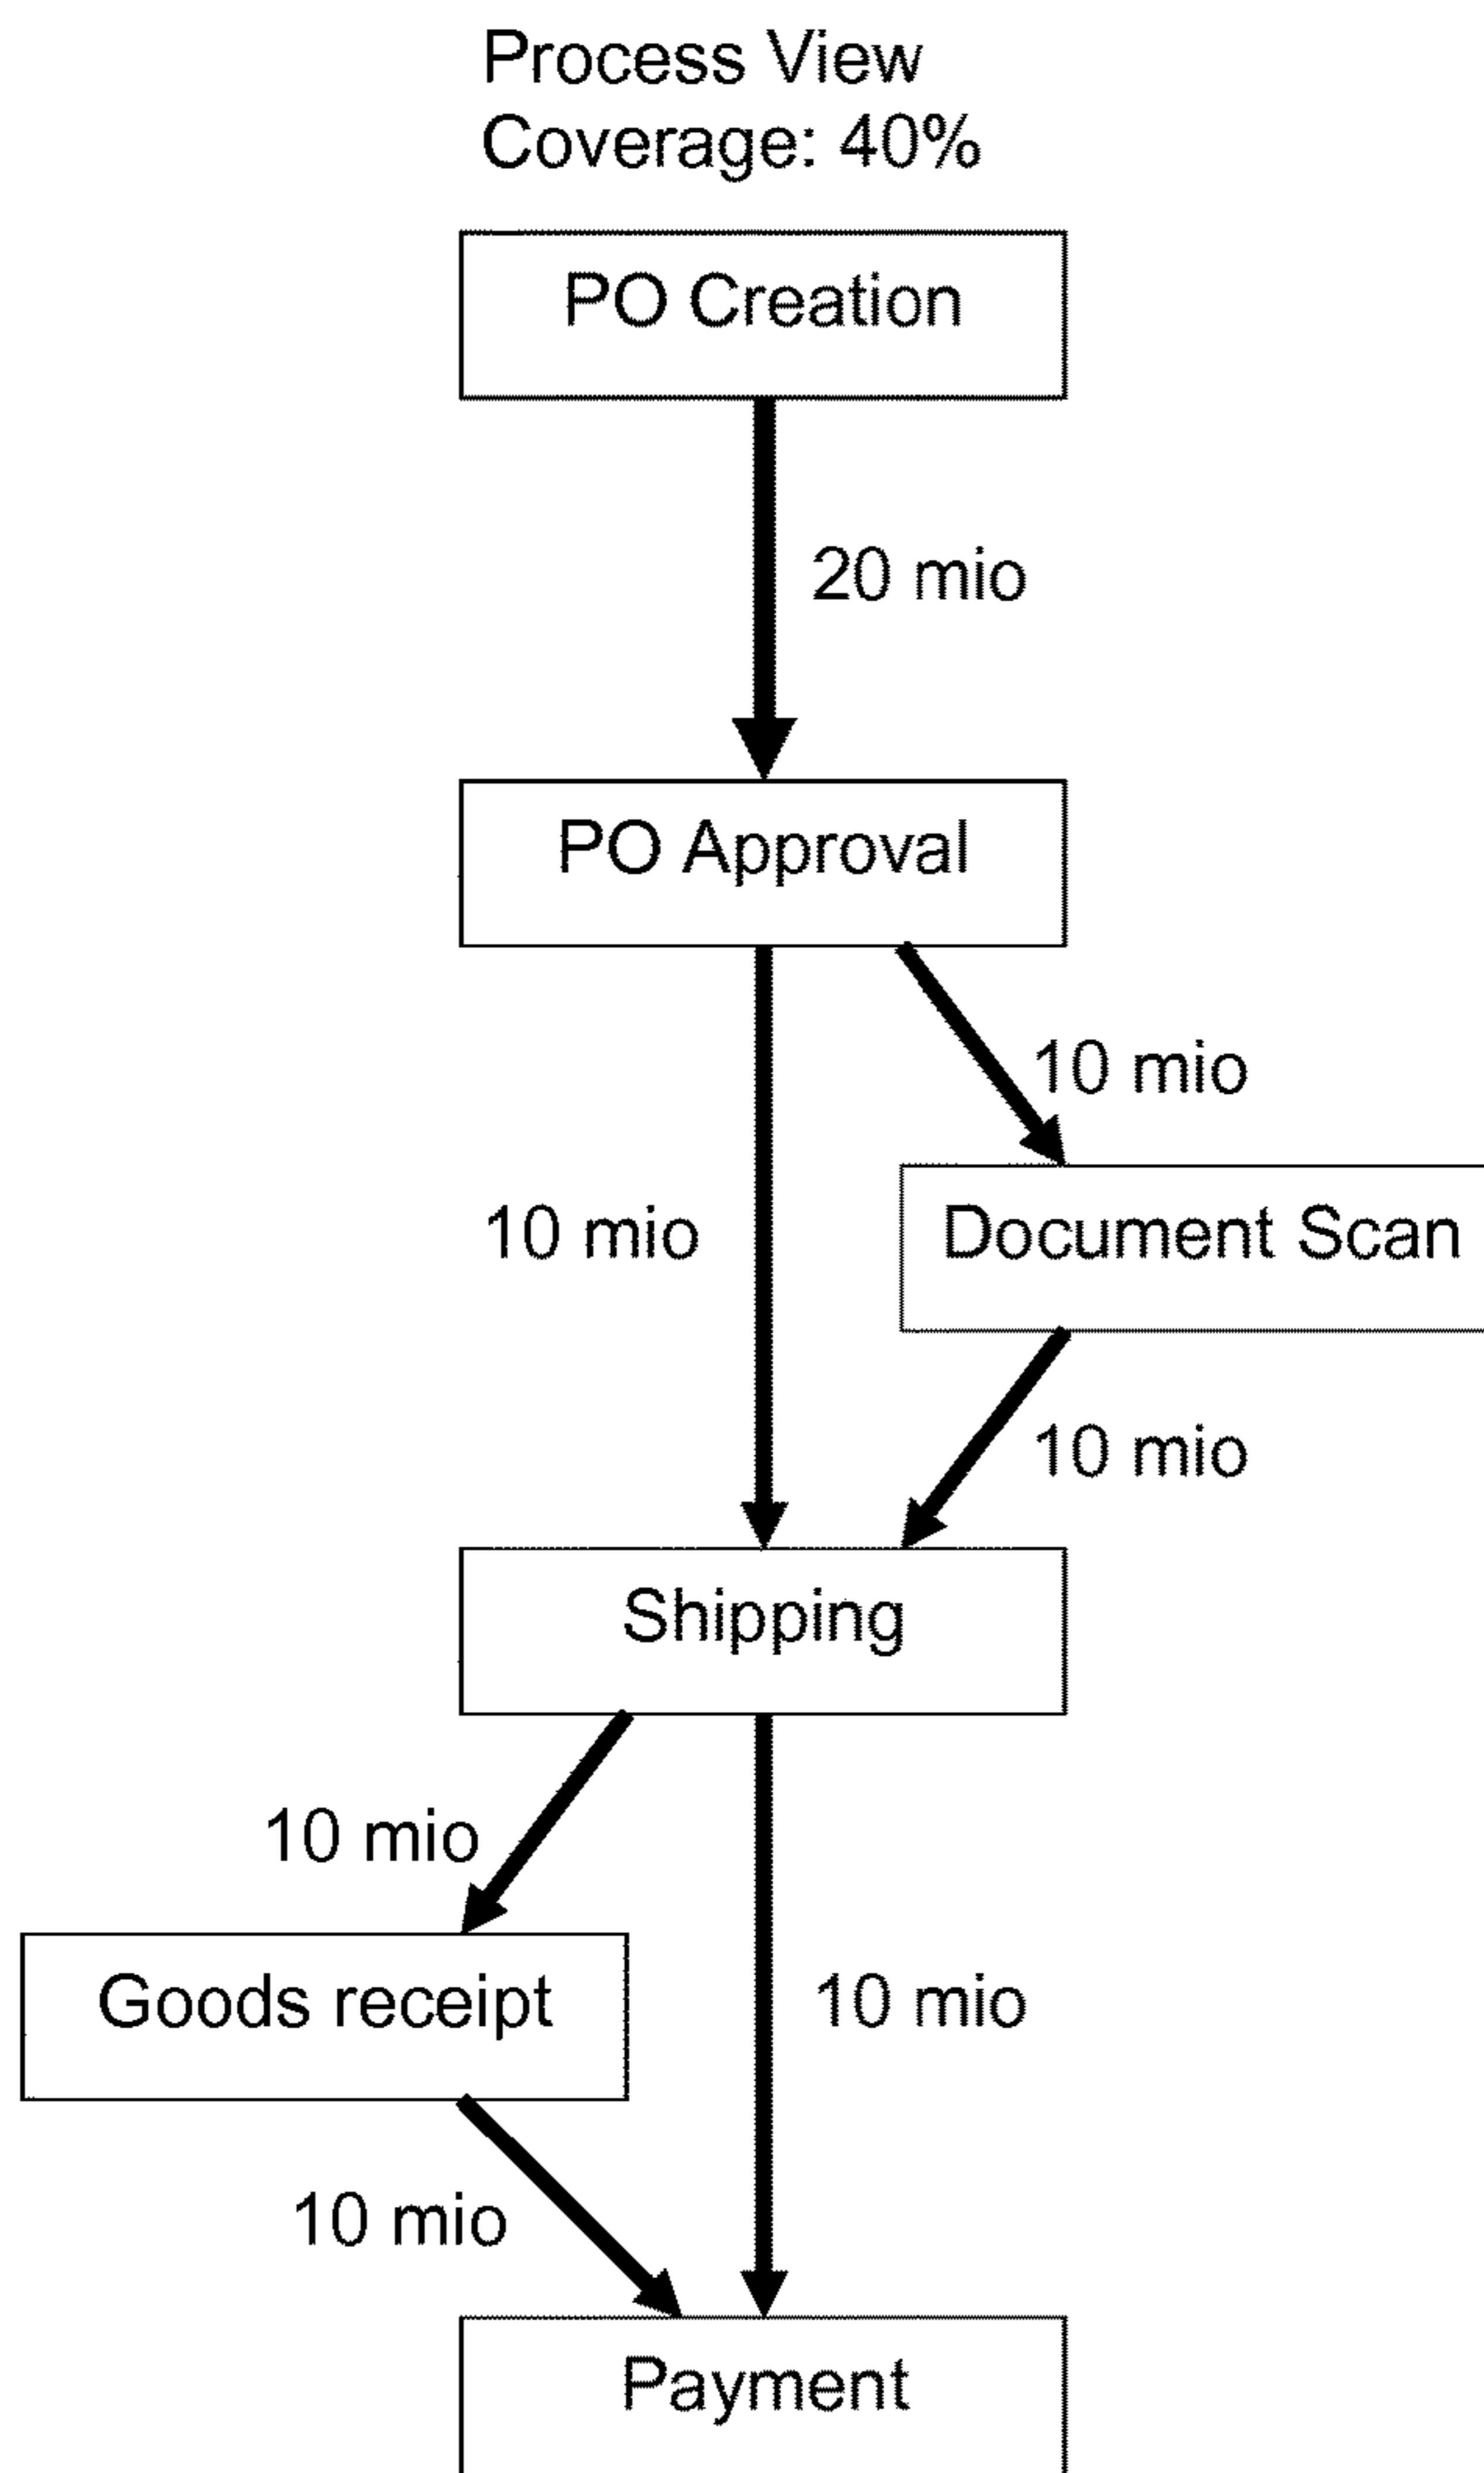 Process View
Coverage: 40%
PO Creation
20 mio
PO Approval
10 mio
10 mio
Document Scan
10 mio
Shipping
10 mio
Goods receipt
10 mio
10 mio
Payment